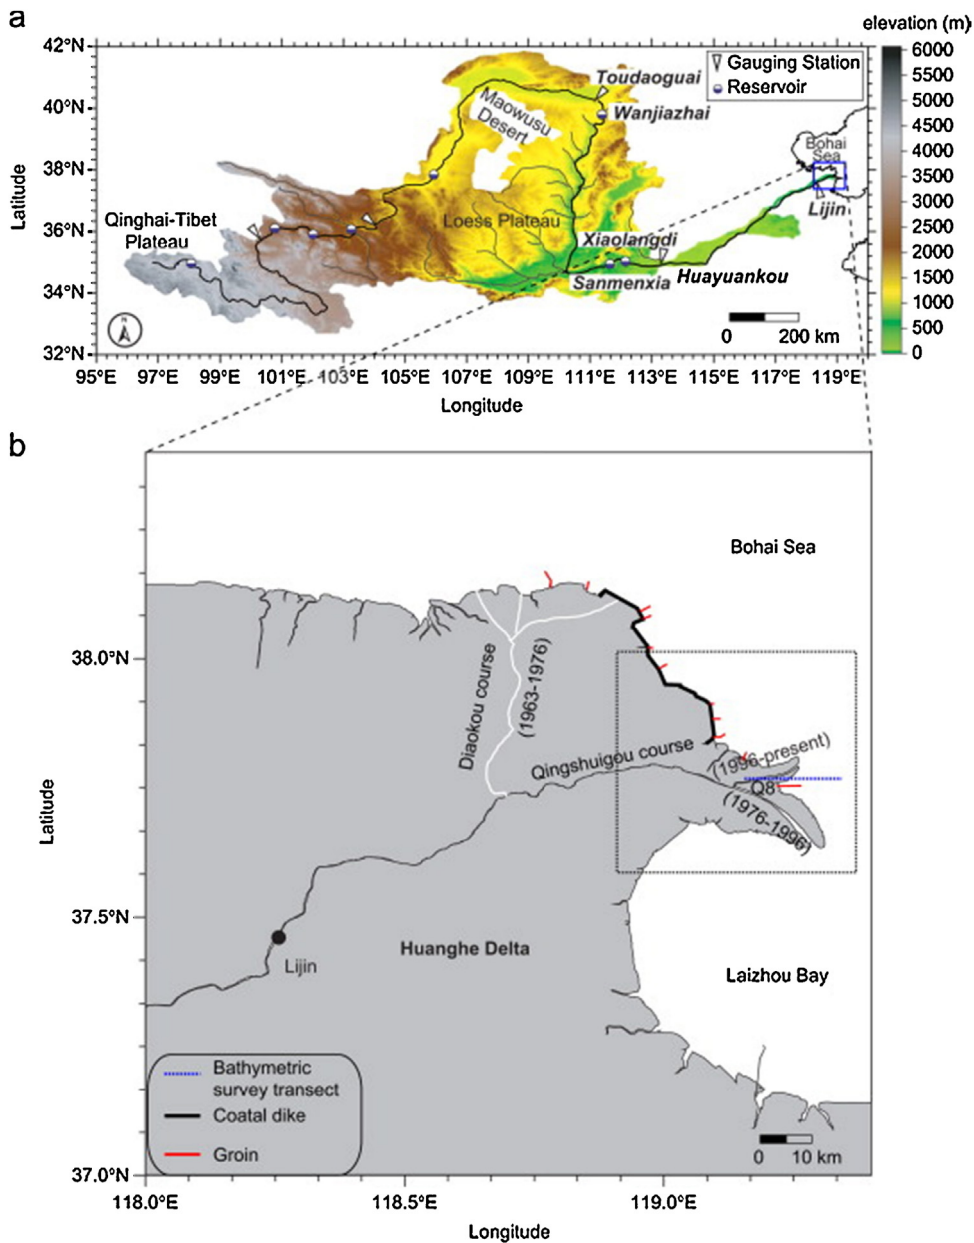 a
elevation (m)
42°N
40°N
38°N
36°N
34°N
32°N
Latitude
Gauging Station
Reservoir
Toudaoguai
Wanjiazhai
Maowusu
Desert
Bohai
Sea
Lijin
Qinghai-Tibet
Plateau
Loess Plateau
Xiaolangdi
Sanmenxia
Huayuankou
N
0 200 km
6000
5500
5000
4500
4000
3500
3000
2500
2000
1500
1000
500
0
95°E 97°E 99°E 101°E 103°E 105°E 107°E 109°E 111°E 113°E 115°E 117°E 119°E
Longitude
b
Bohai Sea
38.0°N
37.5°N
37.0°N
Latitude
Diaokou course
(1963-1976)
Qingshuigou course
(1996-present)
Q8
(1976-1996)
Huanghe Delta
Lijin
Laizhou Bay
Bathymetric
survey transect
Coatal dike
Groin
0 10 km
118.0°E 118.5°E 119.0°E
Longitude